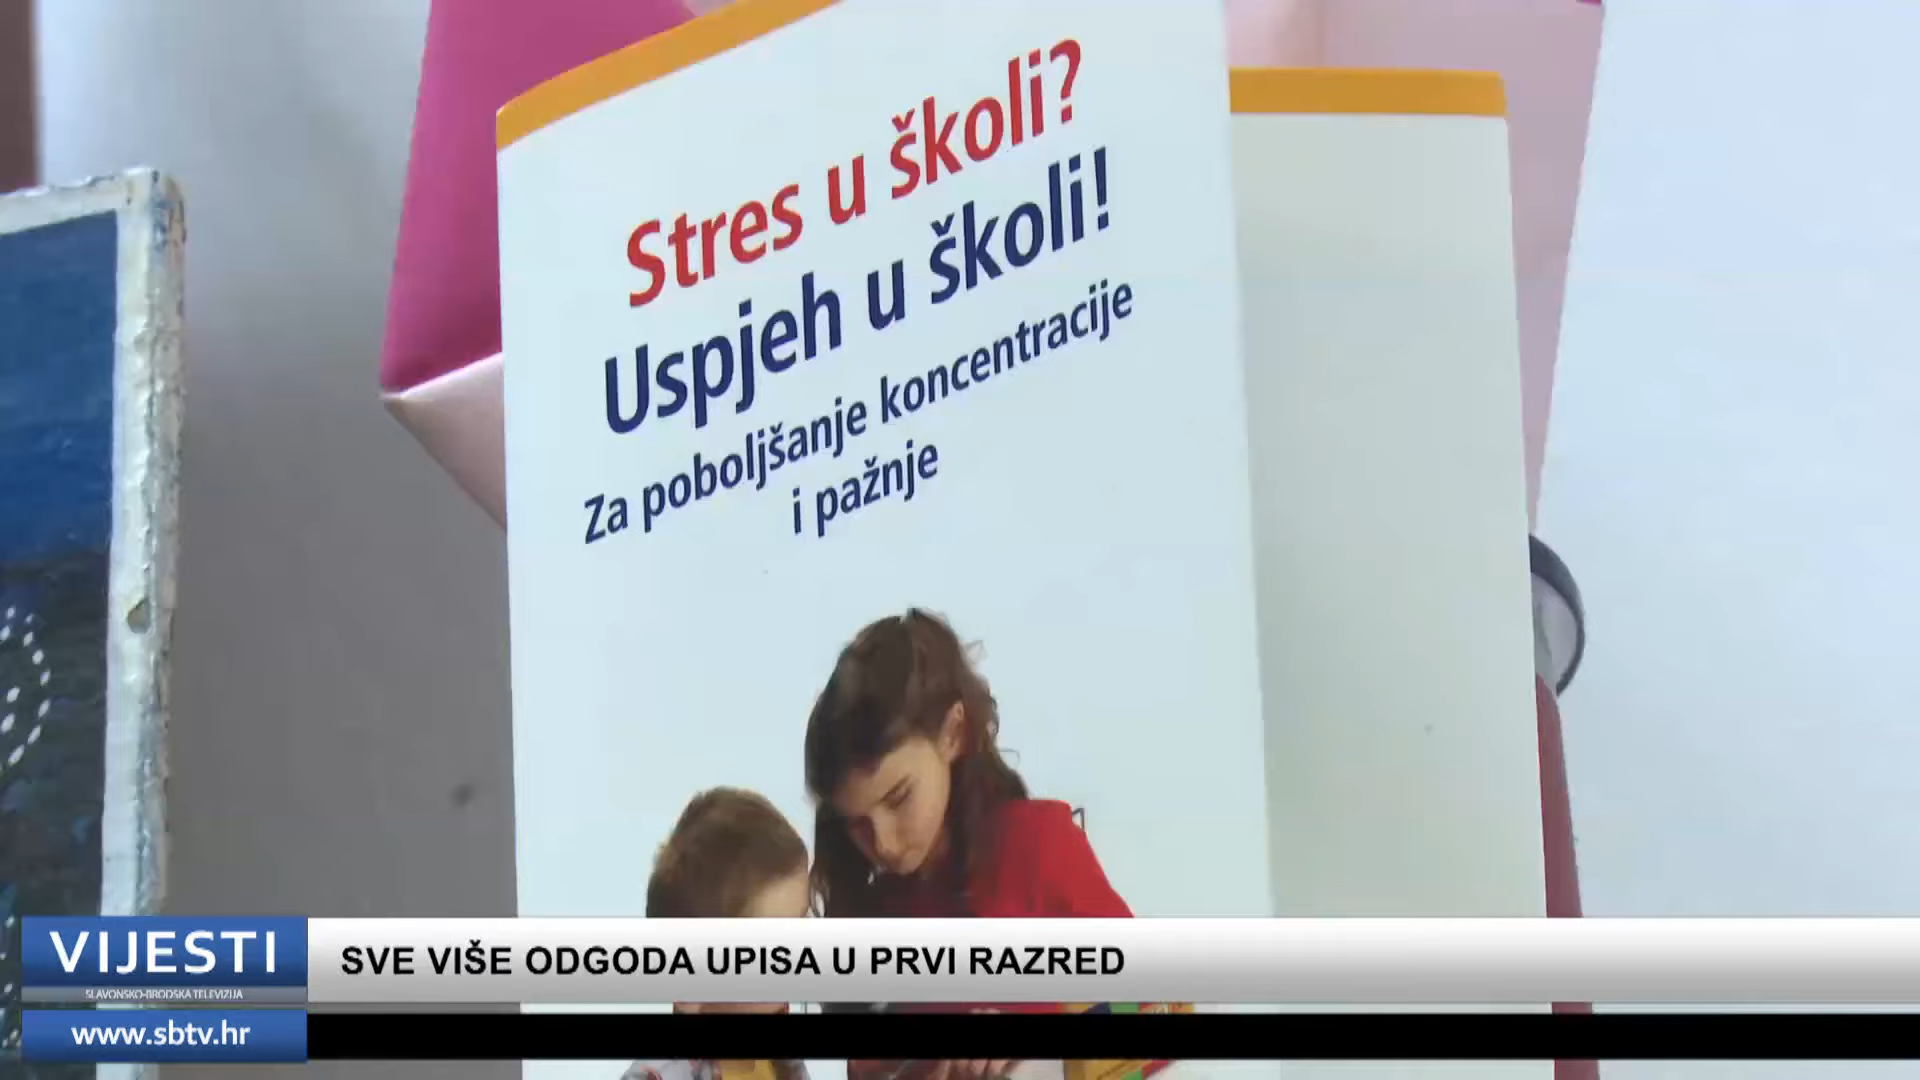 Stres u školi?
Uspjeh u školi!
Za poboljšanje koncentracije
i pažnje
VIJESTI
SLAVONSKO-BRODSKA TELEVIZIJA
www.sbtv.hr
SVE VIŠE ODGODA UPISA U PRVI RAZRED